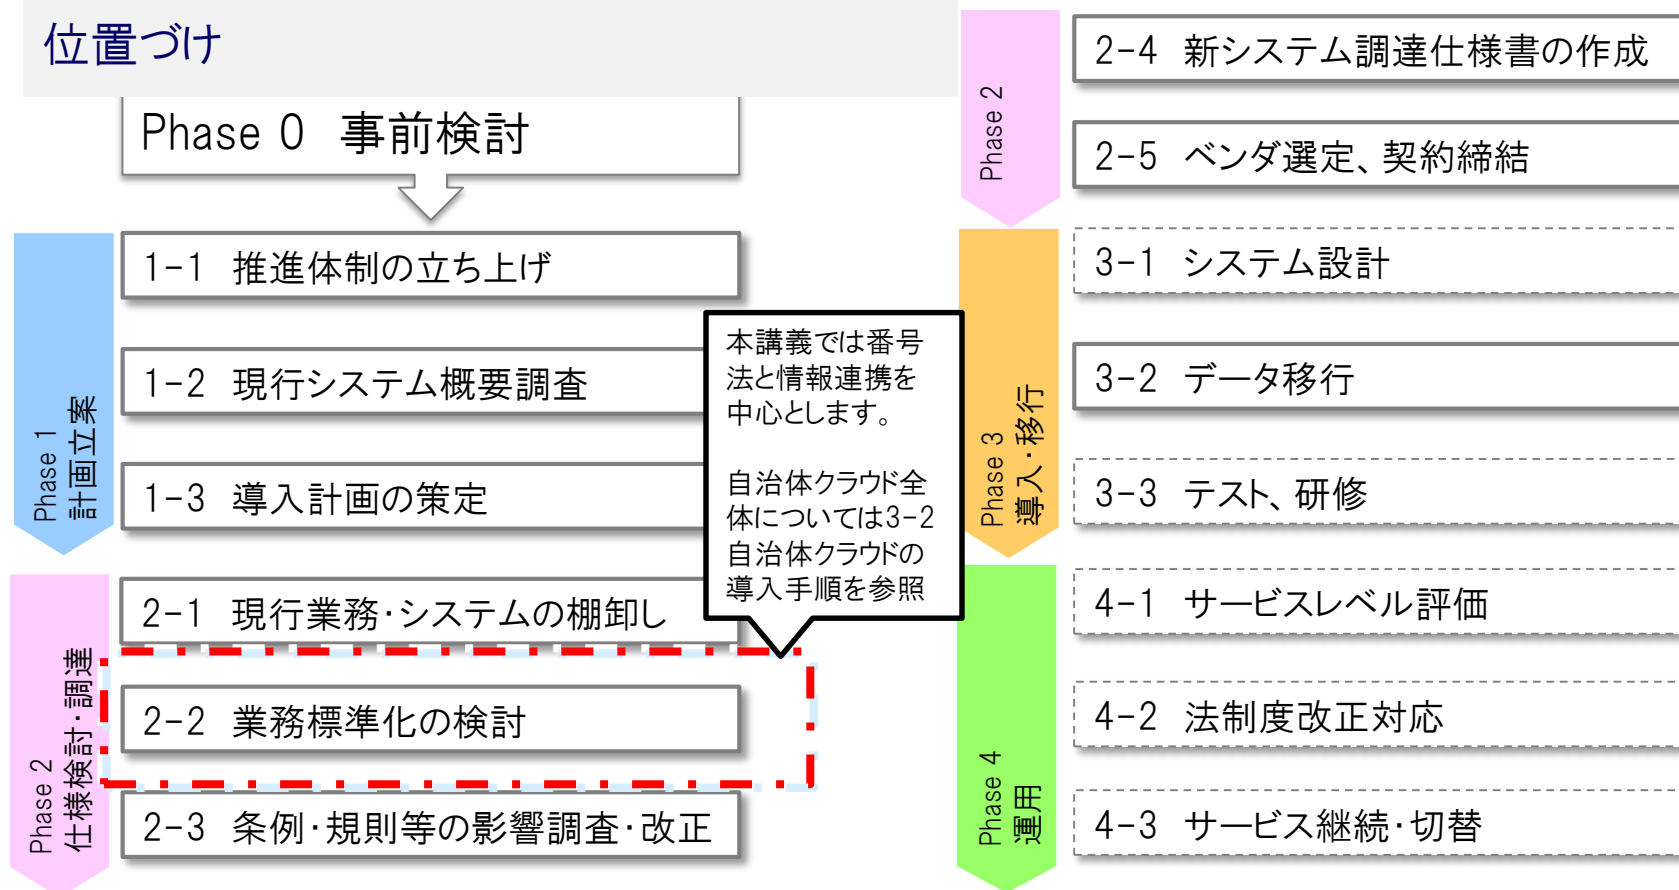 位置づけ
Phase 0 事前検討
Phase 1
計画立案
1-1 推進体制の立ち上げ
1-2 現行システム概要調査
1-3 導入計画の策定
Phase 2
仕様検討・調達
2-1 現行業務・システムの棚卸し
2-2 業務標準化の検討
2-3 条例・規則等の影響調査・改正
本講義では番号
法と情報連携を
中心とします。
自治体クラウド全
体については3-2
自治体クラウドの
導入手順を参照
Phase 2
2-4 新システム調達仕様書の作成
2-5 ベンダ選定、契約締結
Phase 3
導入・移行
3-1 システム設計
3-2 データ移行
3-3 テスト、研修
Phase 4
運用
4-1 サービスレベル評価
4-2 法制度改正対応
4-3 サービス継続・切替